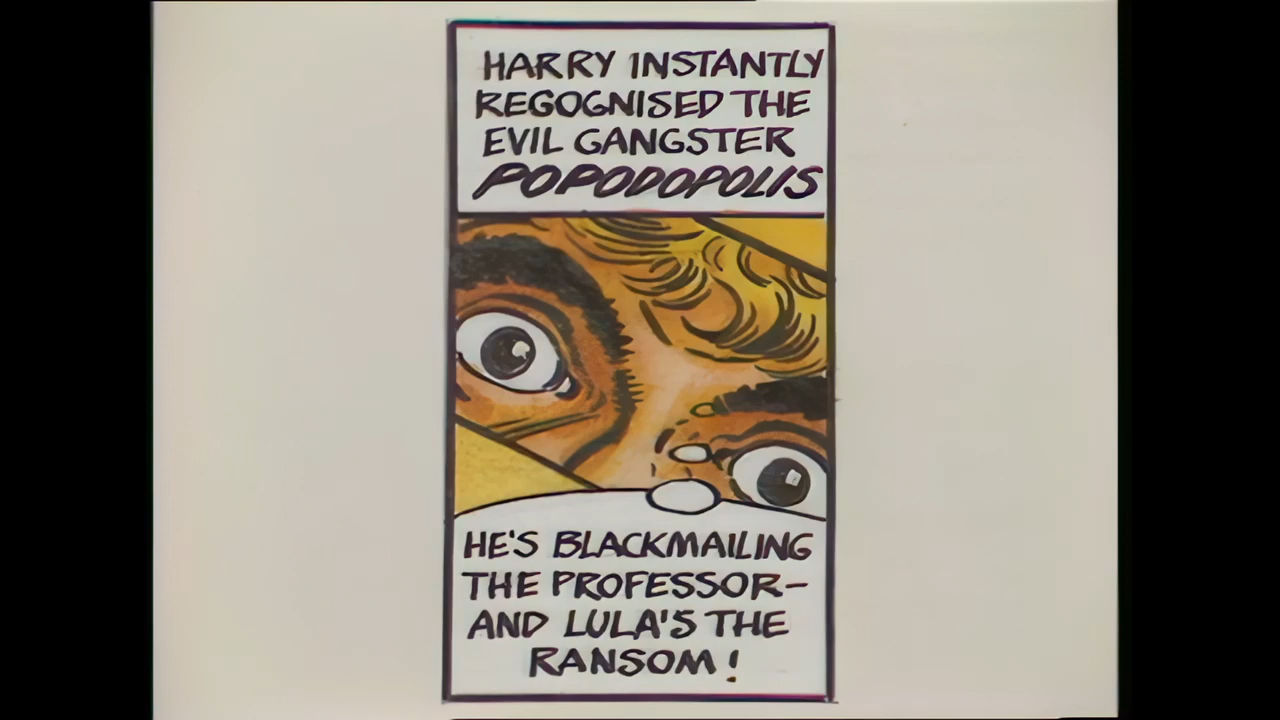 HARRY INSTANTLY
REGOGNISED THE
EVIL GANGSTER
POPODOPOLIS
HE'S BLACKMAILING
THE PROFESSOR-
AND LULA'S THE
RANSOM!